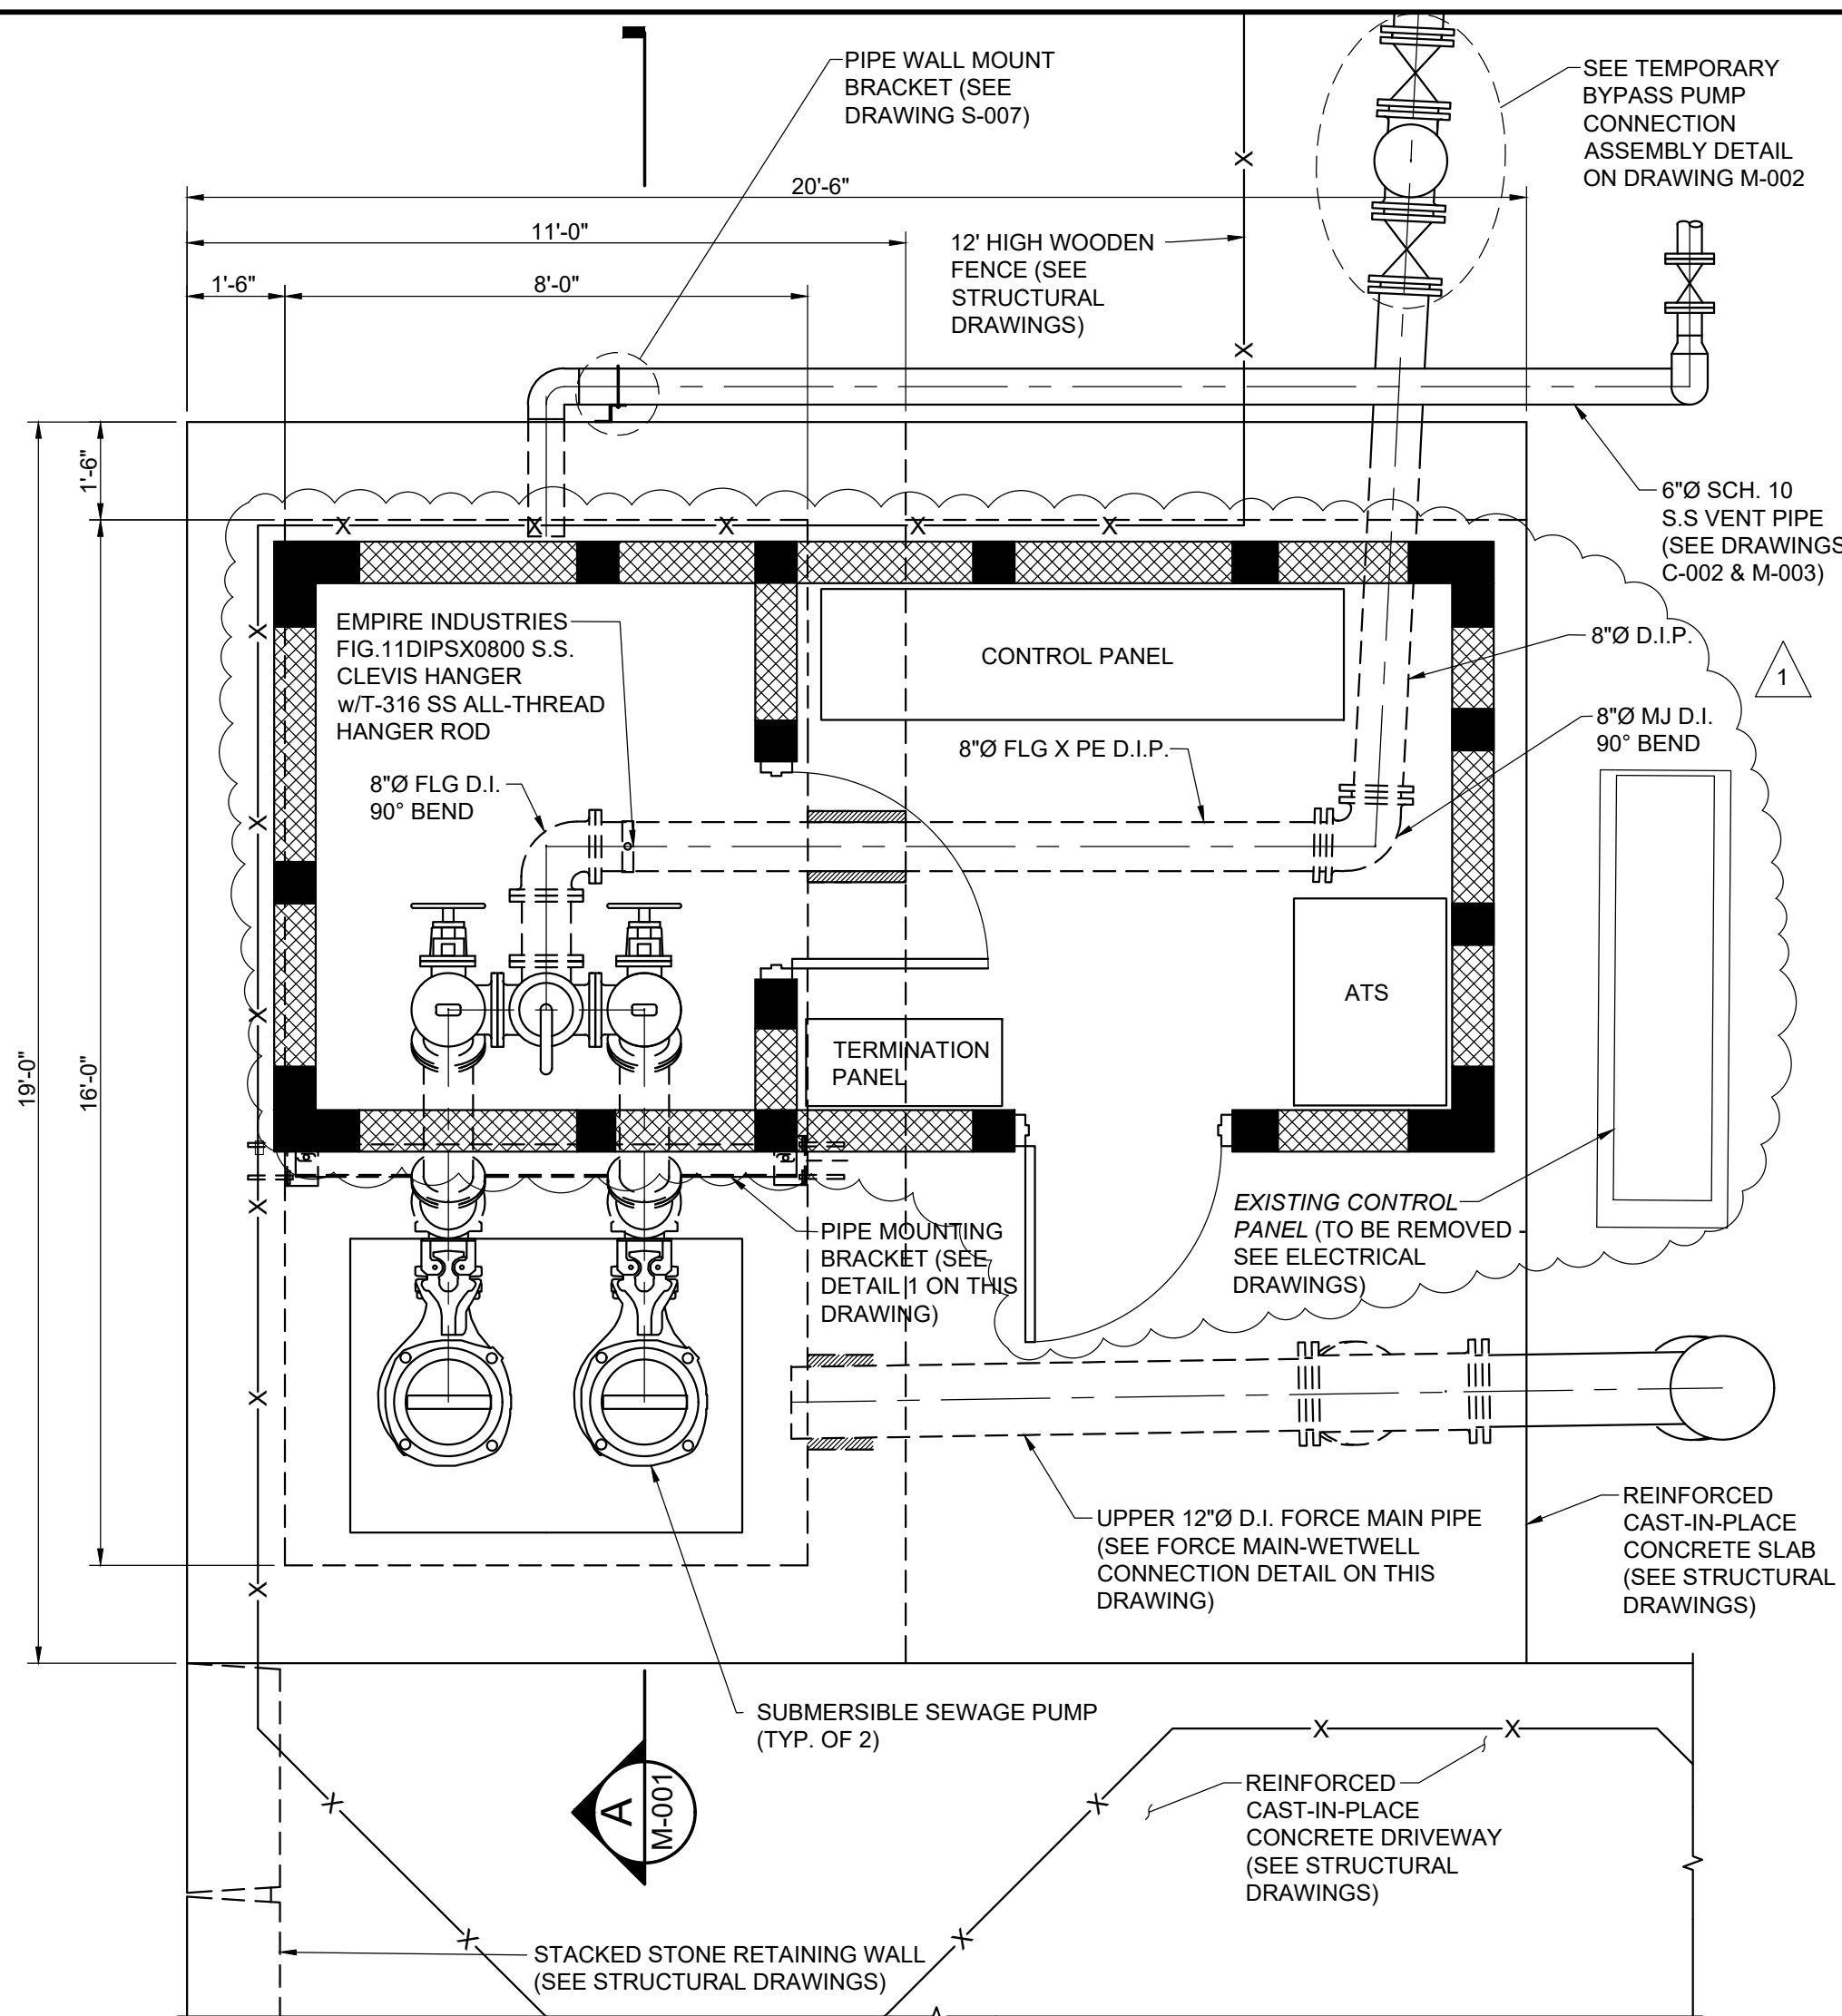 PIPE WALL MOUNT
BRACKET (SEE
DRAWING S-007)
SEE TEMPORARY
BYPASS PUMP
CONNECTION
ASSEMBLY DETAIL
ON DRAWING M-002
20'-6"
11'-0"
12' HIGH WOODEN
FENCE (SEE
STRUCTURAL
DRAWINGS)
1'-6"
8'-0"
X
X
1'-6"
6"Ø SCH. 10
S.S VENT PIPE
(SEE DRAWINGS
C-002 & M-003)
X
X
X
X
X
EMPIRE INDUSTRIES
FIG.11DIPSX0800 S.S.
CLEVIS HANGER
w/T-316 SS ALL-THREAD
HANGER ROD
X
CONTROL PANEL
8"Ø D.I.P.
1
8"Ø MJ D.I.
90° BEND
8"Ø FLG X PE D.I.P.
8"Ø FLG D.I.
90° BEND
X
ATS
X
TERMINATION
PANEL
19'-0"
16'-0"
X
EXISTING CONTROL
PANEL (TO BE REMOVED -
SEE ELECTRICAL
DRAWINGS)
PIPE MOUNTING
BRACKET (SEE
DETAIL 1 ON THIS
DRAWING)
X
UPPER 12"Ø D.I. FORCE MAIN PIPE
(SEE FORCE MAIN-WETWELL
CONNECTION DETAIL ON THIS
DRAWING)
REINFORCED
CAST-IN-PLACE
CONCRETE SLAB
(SEE STRUCTURAL
DRAWINGS)
X
SUBMERSIBLE SEWAGE PUMP
(TYP. OF 2)
X
X
A
M-001
X
X
REINFORCED
CAST-IN-PLACE
CONCRETE DRIVEWAY
(SEE STRUCTURAL
DRAWINGS)
X
X
STACKED STONE RETAINING WALL
(SEE STRUCTURAL DRAWINGS)